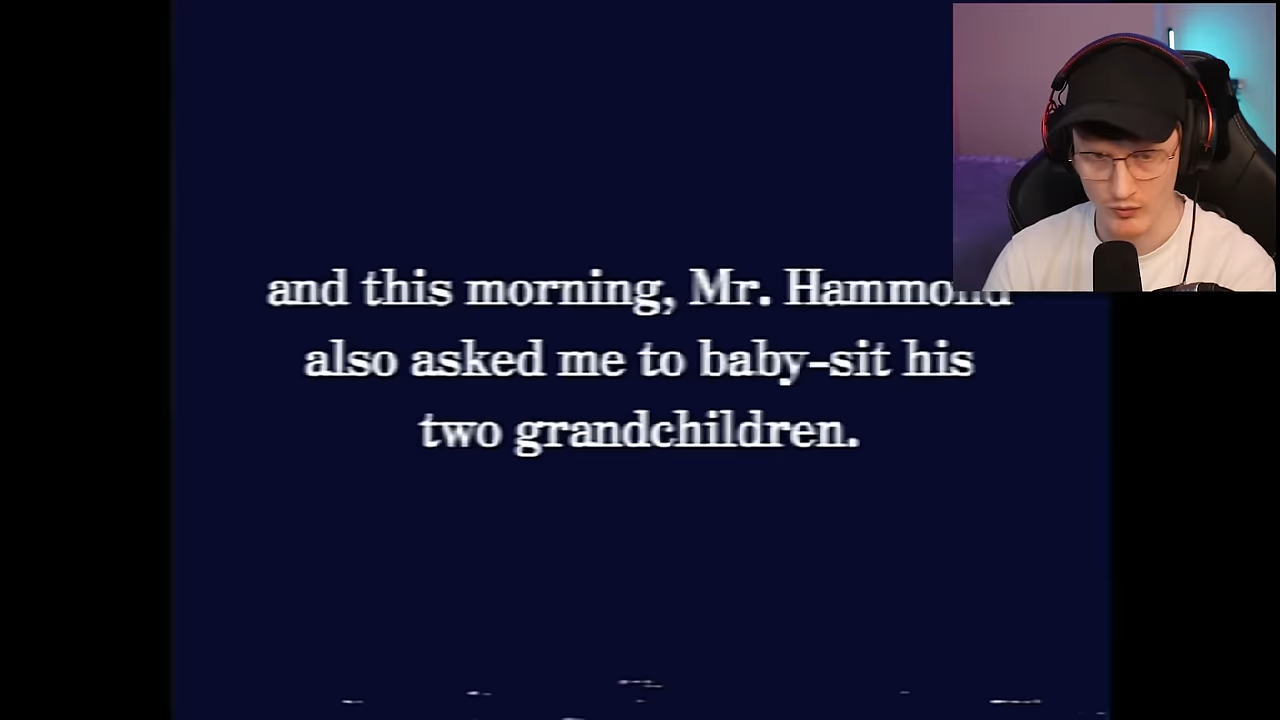 and this morning, Mr. Hammond
also asked me to baby-sit his
two grandchildren.